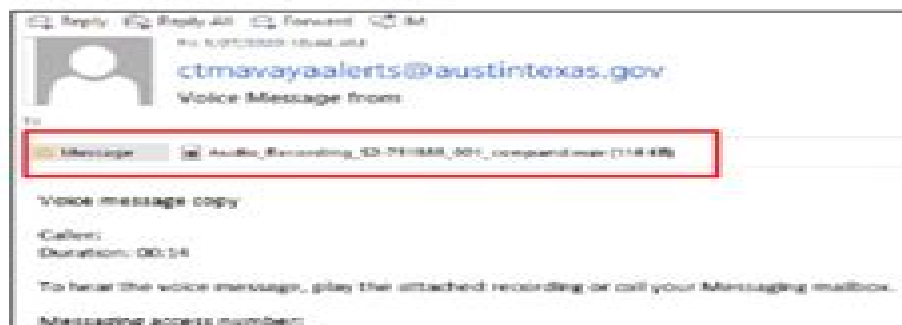 Reply Reply All Forward IM
ctmavayaalerts@austintexas.gov
Voice Message from
To
Message
Voice message copy
Caller:
Duration: 00:14
To hear the voice message, play the attached recording or call your Messaging mailbox.
Messaging access number: